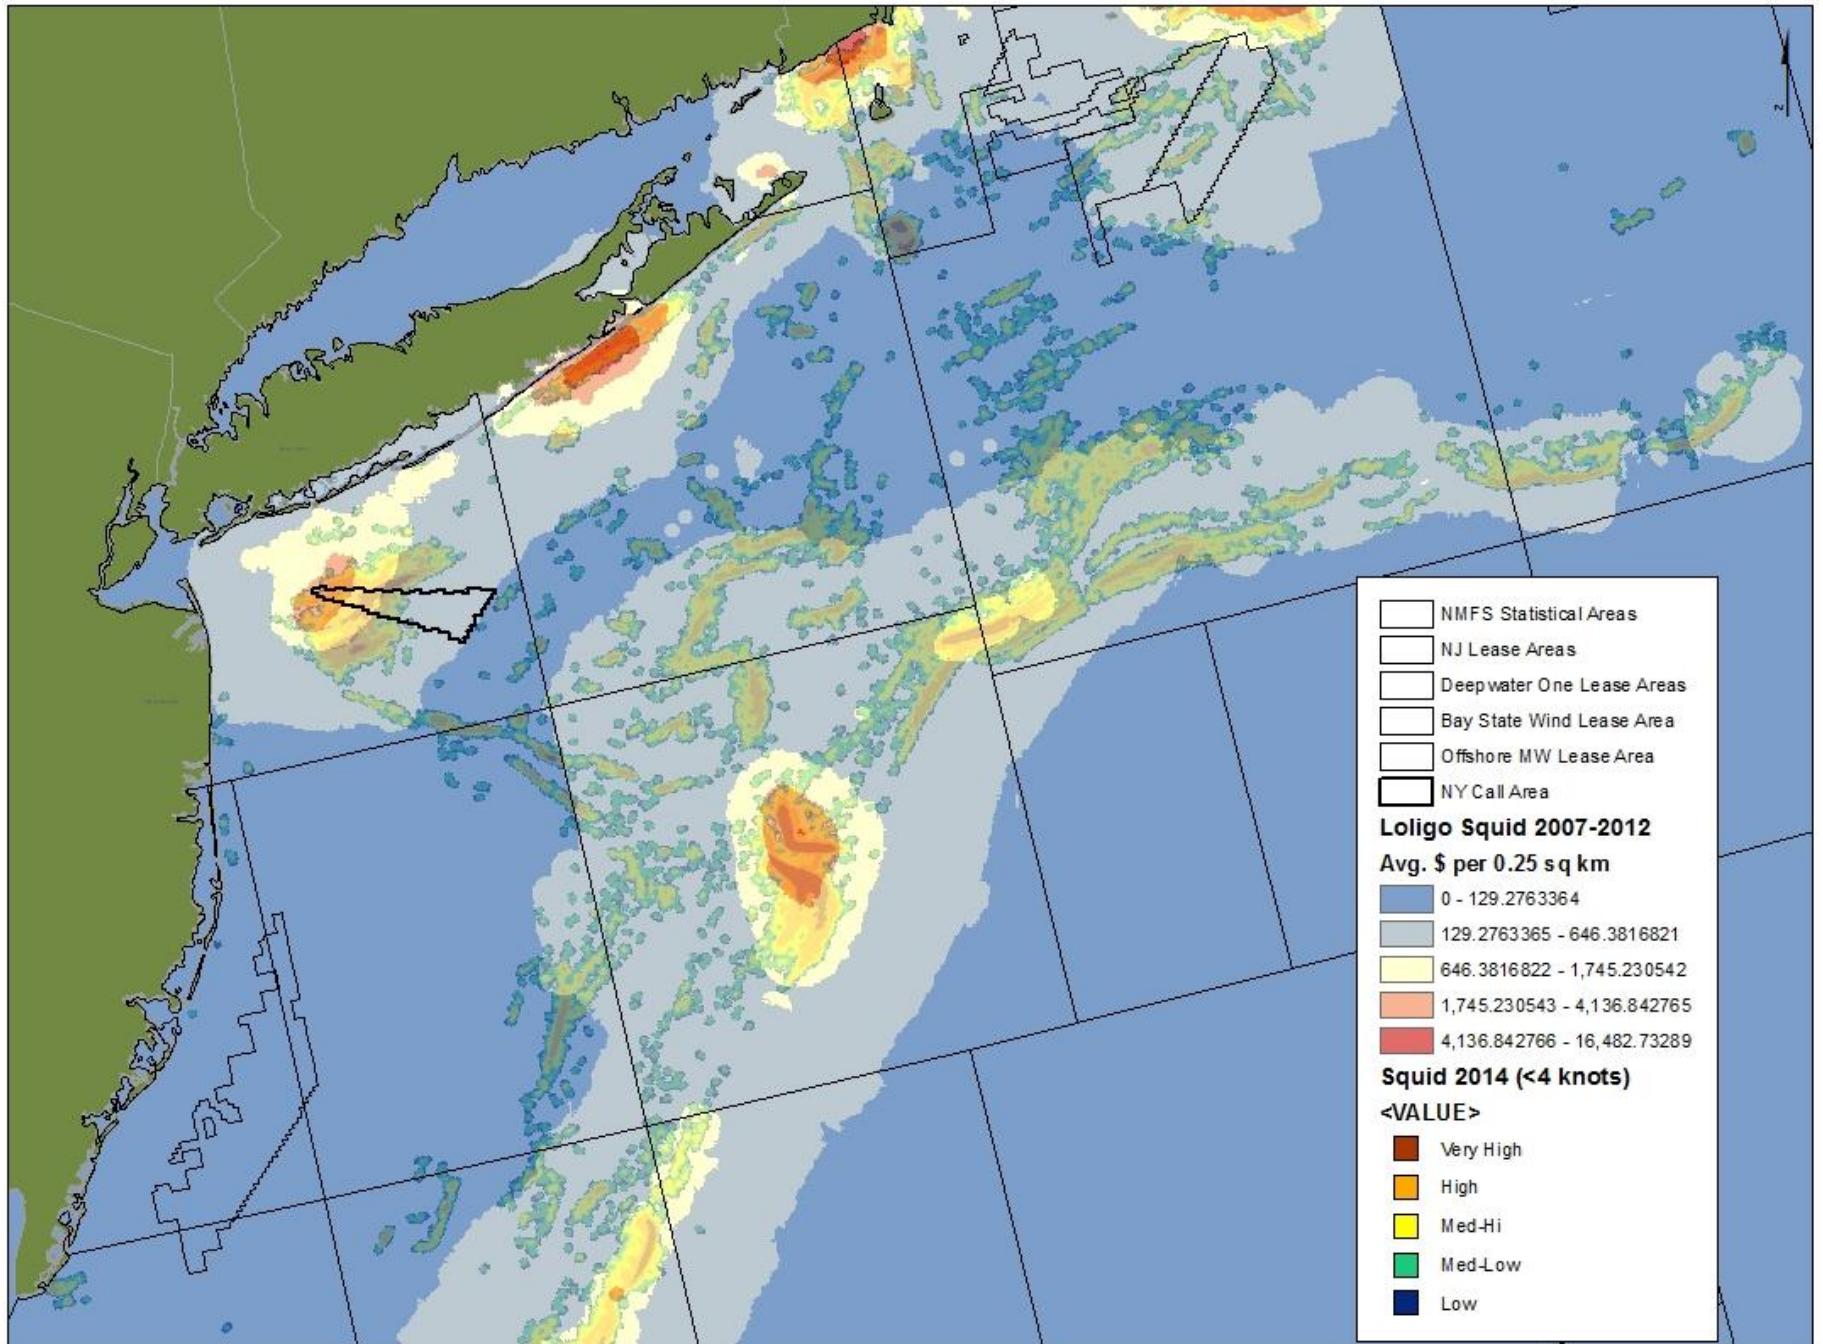 N
NMFS Statistical Areas
NJ Lease Areas
Deepwater One Lease Areas
Bay State Wind Lease Area
Offshore MW Lease Area
NY Call Area
Loligo Squid 2007-2012
Avg. $ per 0.25 sq km
0 - 129.2763364
129.2763365 - 646.3816821
646.3816822 - 1,745.230542
1,745.230543 - 4,136.842765
4,136.842766 - 16,482.73289
Squid 2014 (<4 knots)
<VALUE>
Very High
High
Med-Hi
Med-Low
Low